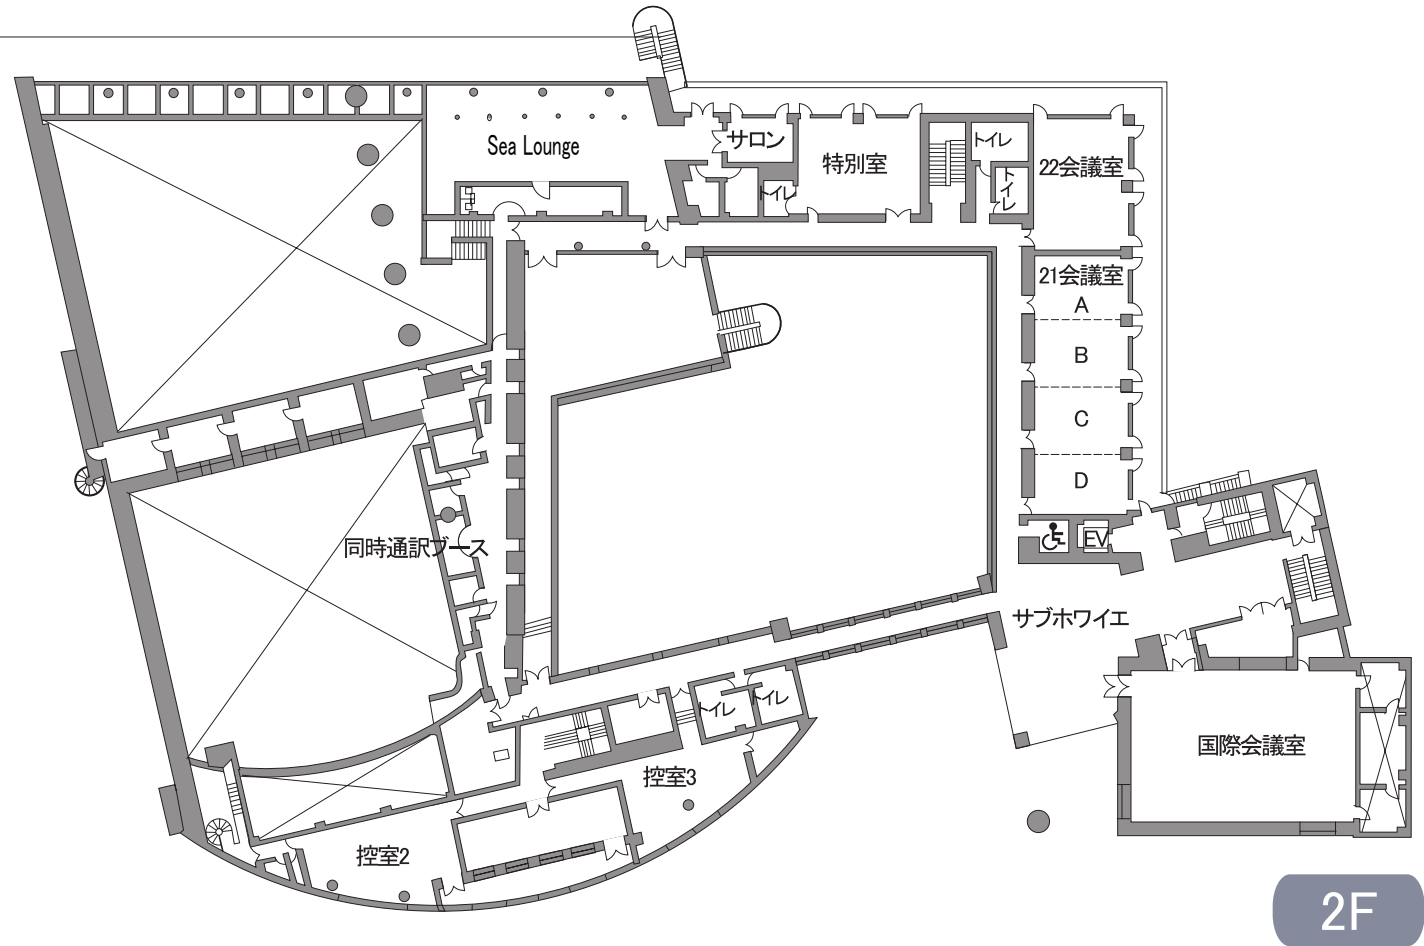 Sea Lounge
サロン
特別室
トイレ
トイレ
トイレ
22会議室
21会議室
A
B
C
D
EV
同時通訳ブース
サブホワイエ
トイレ
トイレ
国際会議室
控室3
控室2
2F